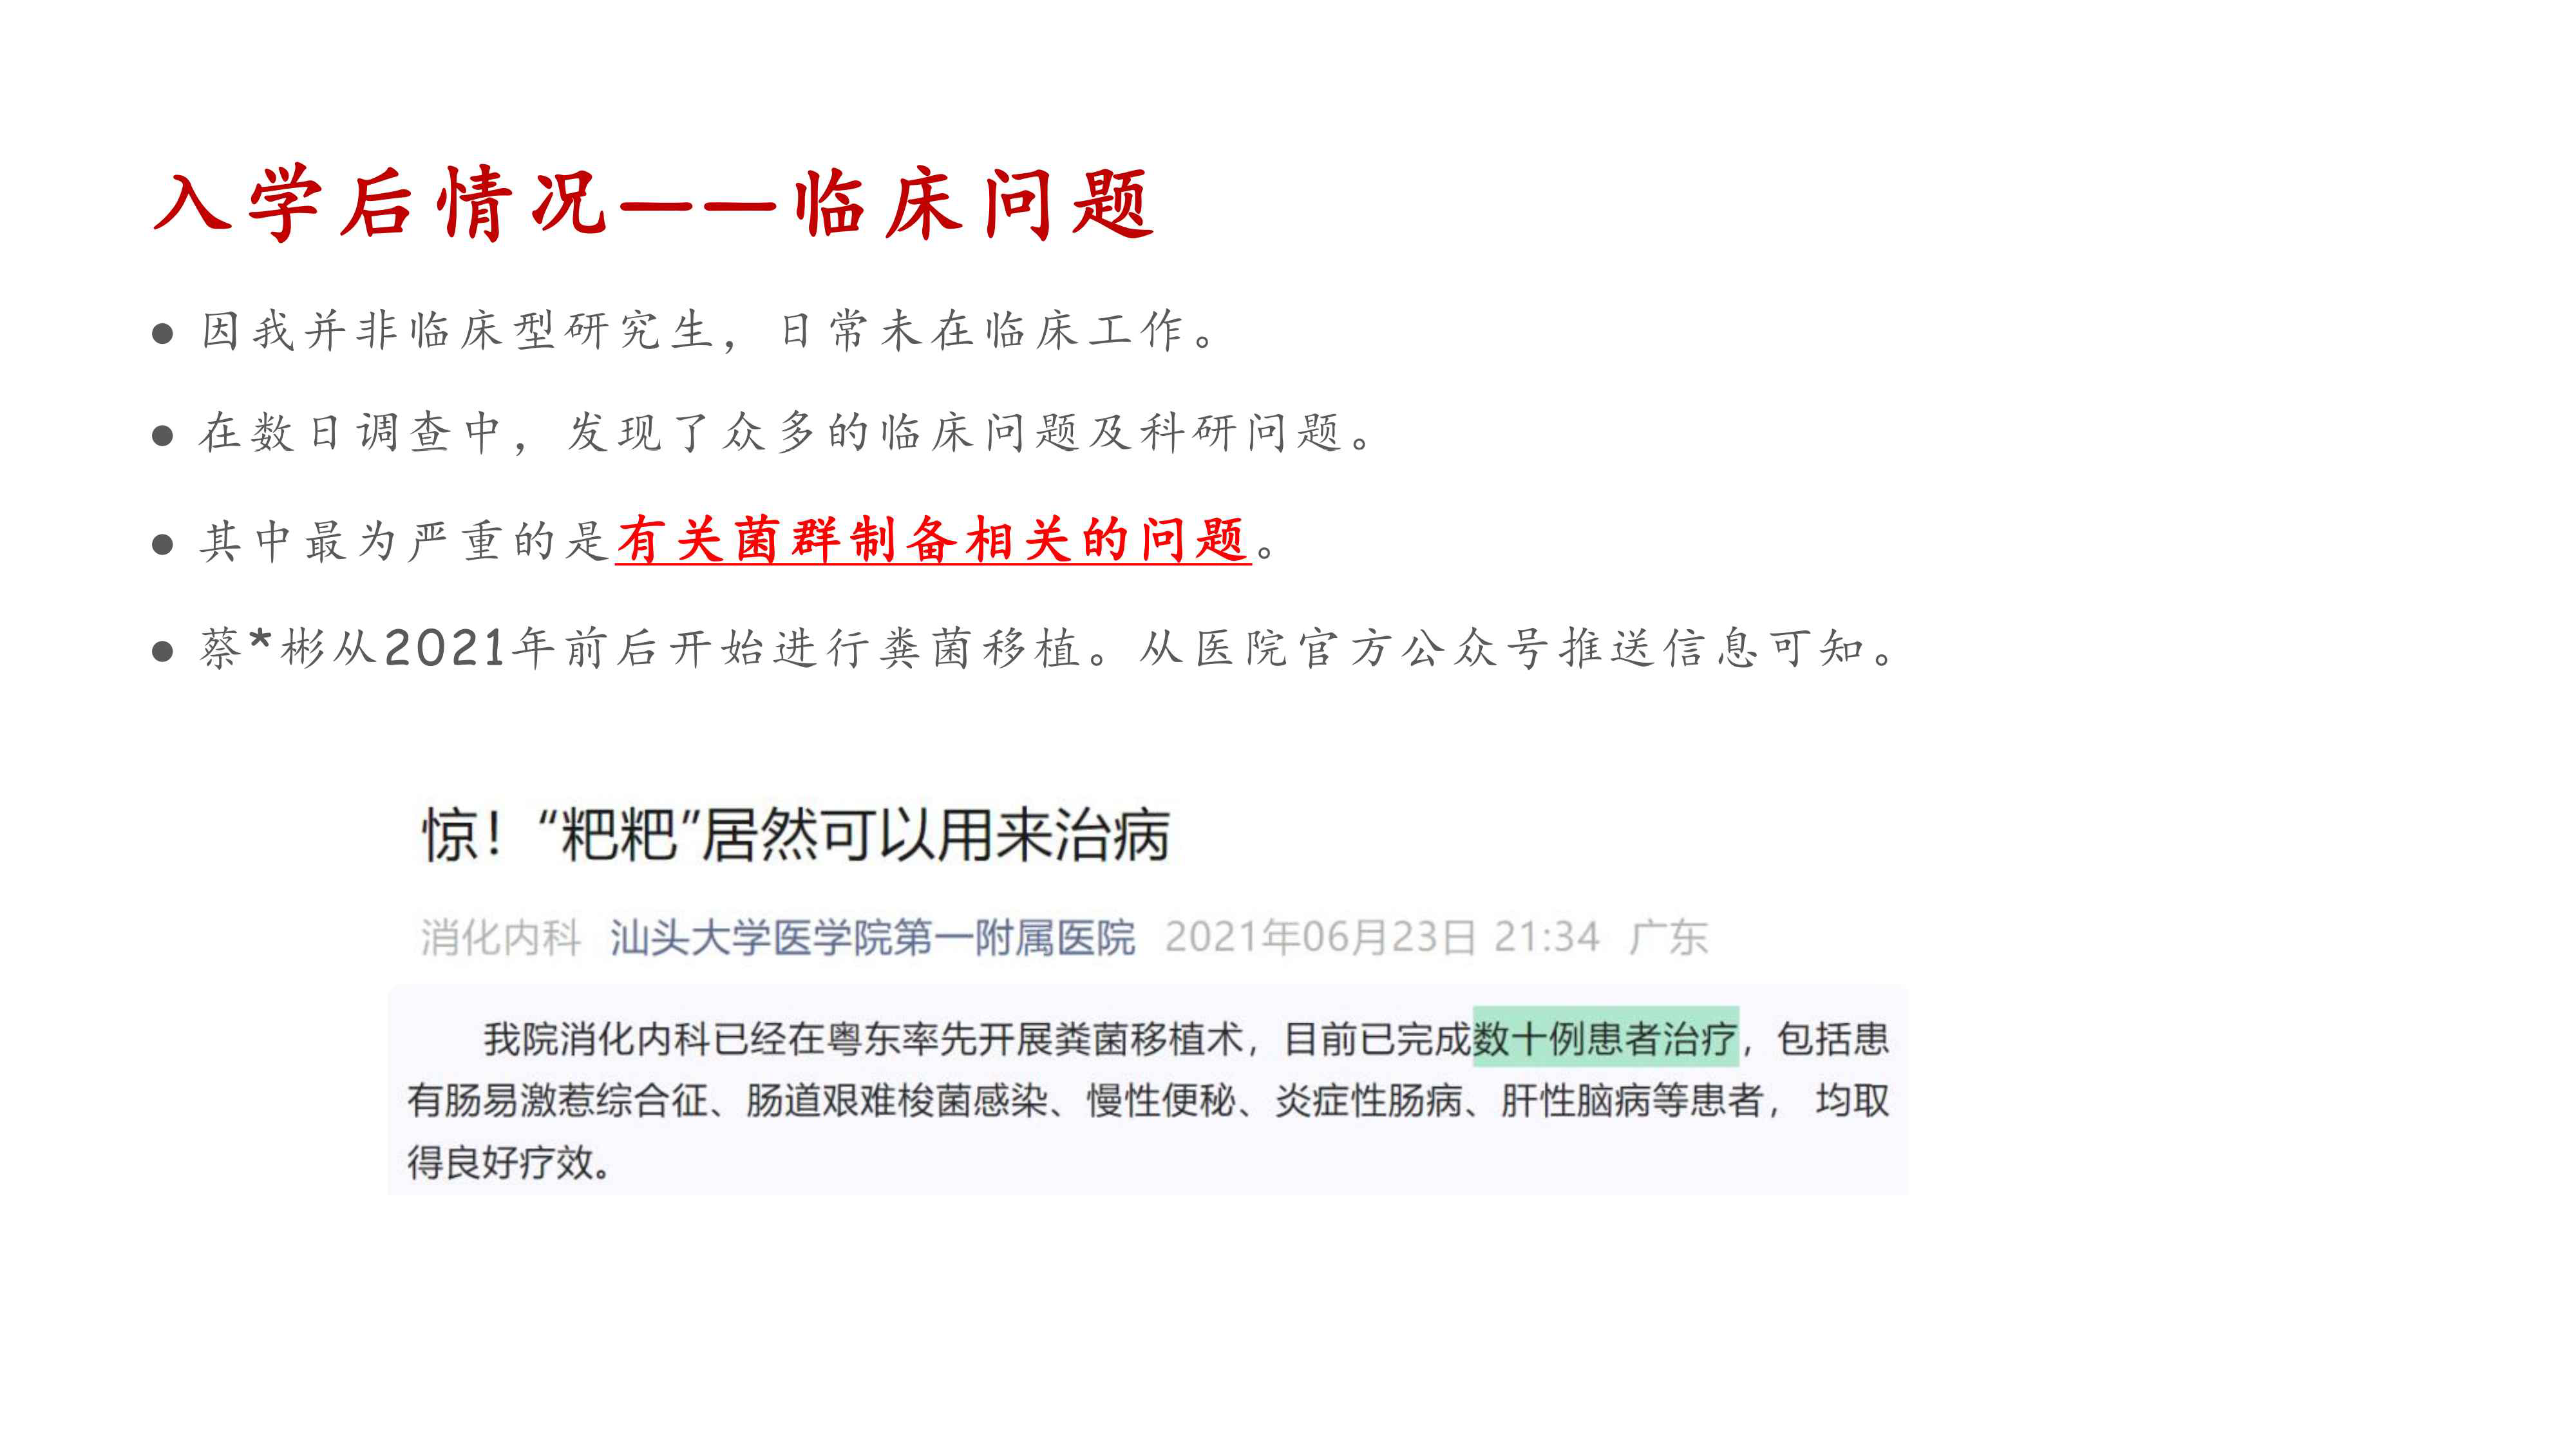 入学后情况——临床问题
● 因我并非临床型研究生，日常未在临床工作。
● 在数日调查中，发现了众多的临床问题及科研问题。
● 其中最为严重的是有关菌群制备相关的问题。
● 蔡*彬从2021年前后开始进行粪菌移植。从医院官方公众号推送信息可知。
惊！“粑粑”居然可以用来治病
消化内科 汕头大学医学院第一附属医院 2021年06月23日 21:34 广东
我院消化内科已经在粤东率先开展粪菌移植术，目前已完成数十例患者治疗，包括患
有肠易激惹综合征、肠道艰难梭菌感染、慢性便秘、炎症性肠病、肝性脑病等患者， 均取
得良好疗效。